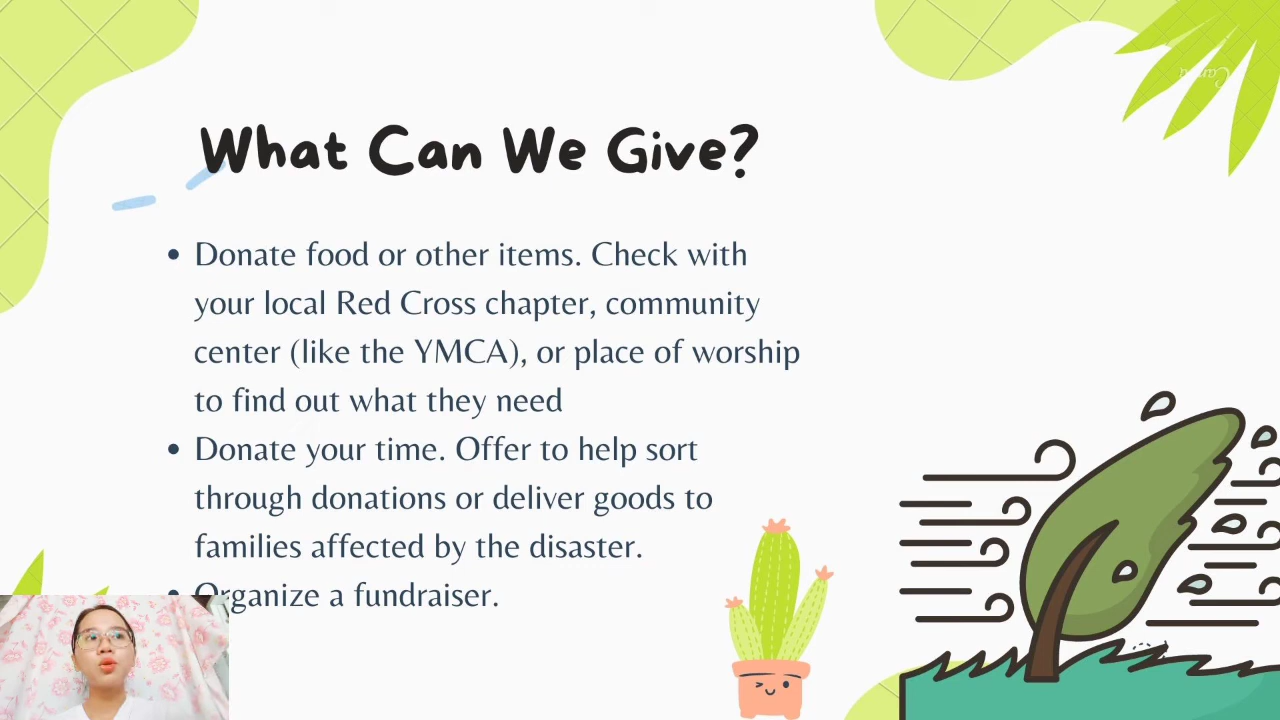 What Can We Give?
• Donate food or other items. Check with
your local Red Cross chapter, community
center (like the YMCA), or place of worship
to find out what they need
• Donate your time. Offer to help sort
through donations or deliver goods to
families affected by the disaster.
• Organize a fundraiser.
Canva